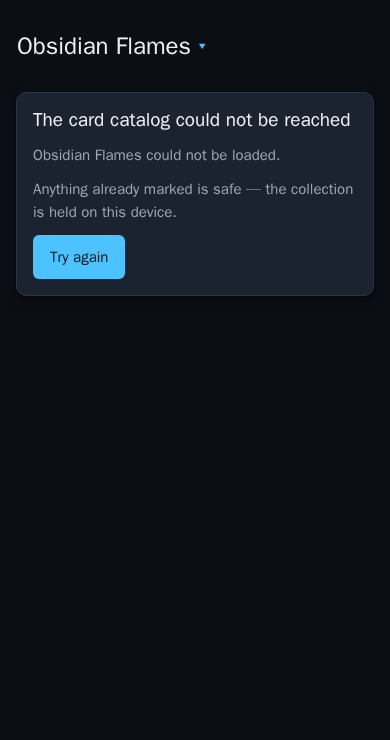 Obsidian Flames
The card catalog could not be reached
Obsidian Flames could not be loaded.
Anything already marked is safe — the collection
is held on this device.
Try again